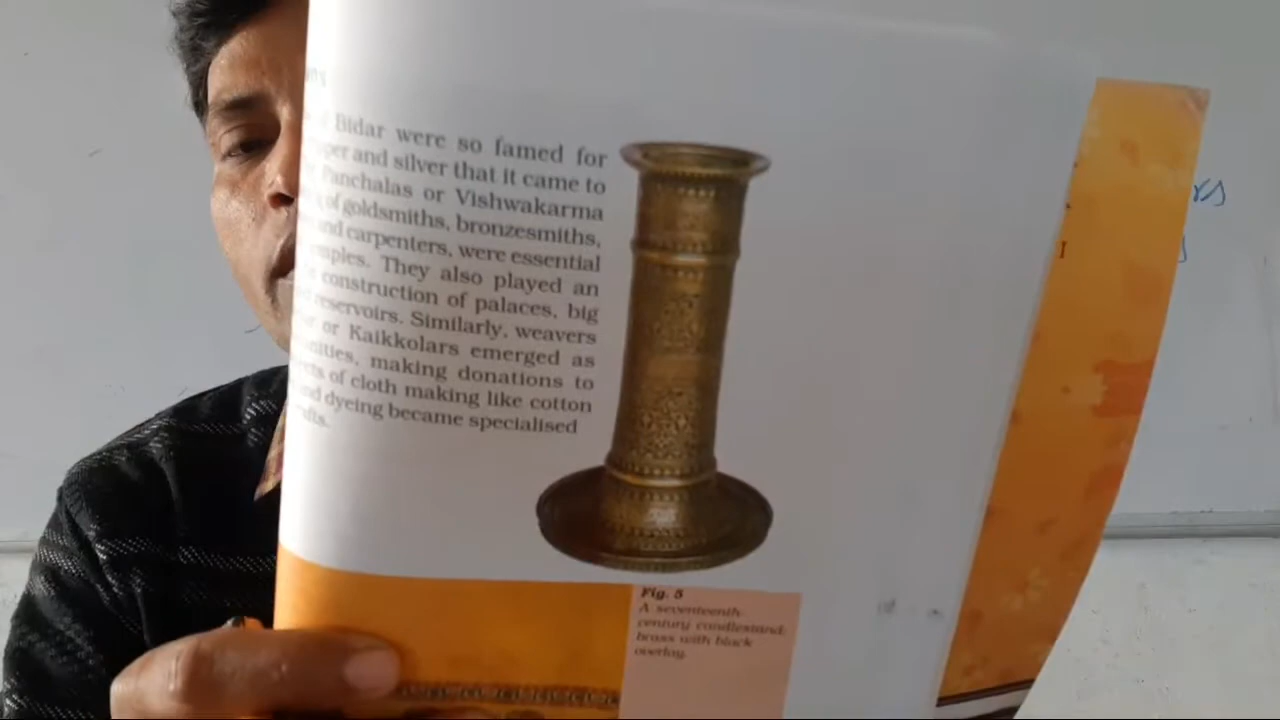 Bidar were so famed for
and silver that it came to
Panchalas or Vishwakarma
of goldsmiths, bronzesmiths,
and carpenters, were essential
They also played an
construction of palaces, big
reservoirs. Similarly, weavers
or Kaikkolars emerged as
making donations to
of cloth making like cotton
dyeing became specialised
Fig. 5
A seventeenth-
century candlestand;
brass with black
overlay.